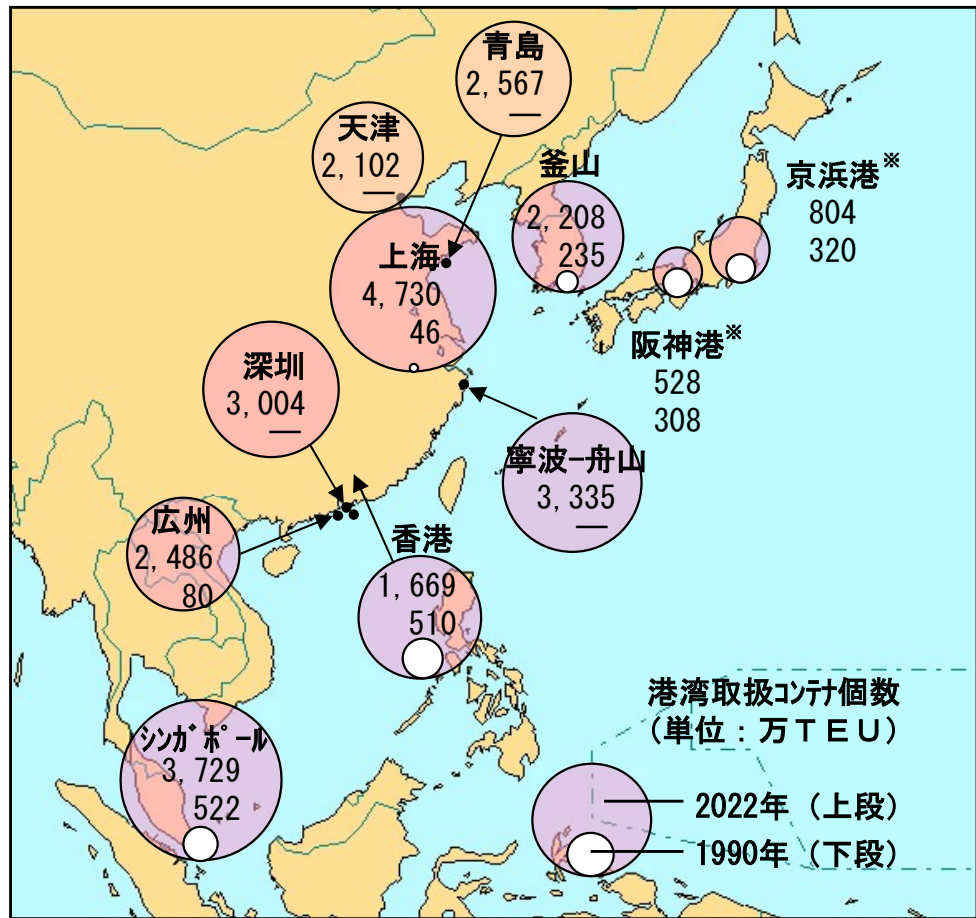 青島
2,567
—
天津
2,102
—
釜山
2,208
235
京浜港※
804
320
上海
4,730
46
阪神港※
528
308
深圳
3,004
—
寧波-舟山
3,335
—
広州
2,486
80
香港
1,669
510
シンガポール
3,729
522
港湾取扱コンテナ個数
(単位:万TEU)
2022年(上段)
1990年(下段)